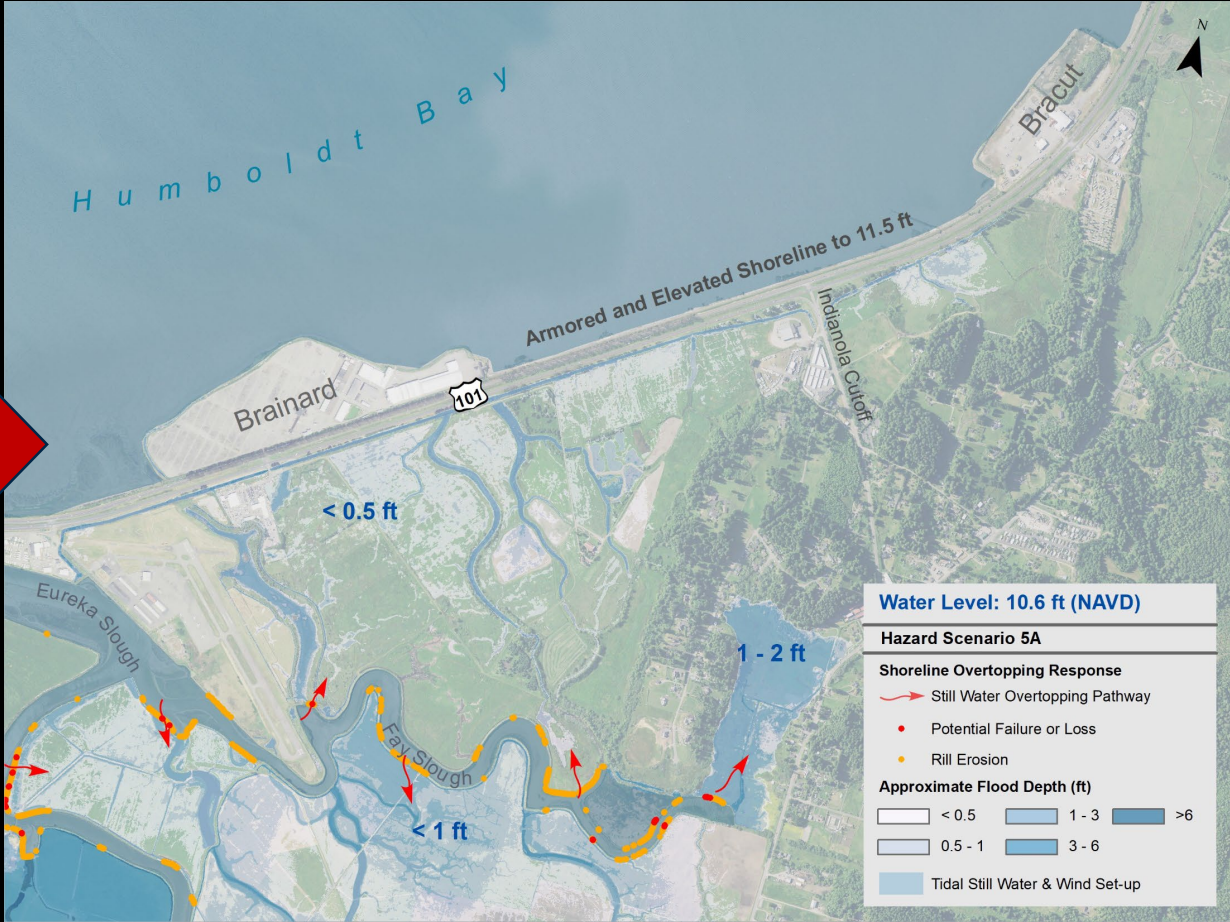 N
Humboldt Bay
Bracut
Armored and Elevated Shoreline to 11.5 ft
Indianola Cutoff
Brainard
101
< 0.5 ft
Eureka Slough
1 - 2 ft
Fay Slough
< 1 ft
Water Level: 10.6 ft (NAVD)
Hazard Scenario 5A
Shoreline Overtopping Response
Still Water Overtopping Pathway
Potential Failure or Loss
Rill Erosion
Approximate Flood Depth (ft)
< 0.5
1 - 3
>6
0.5 - 1
3 - 6
Tidal Still Water & Wind Set-up